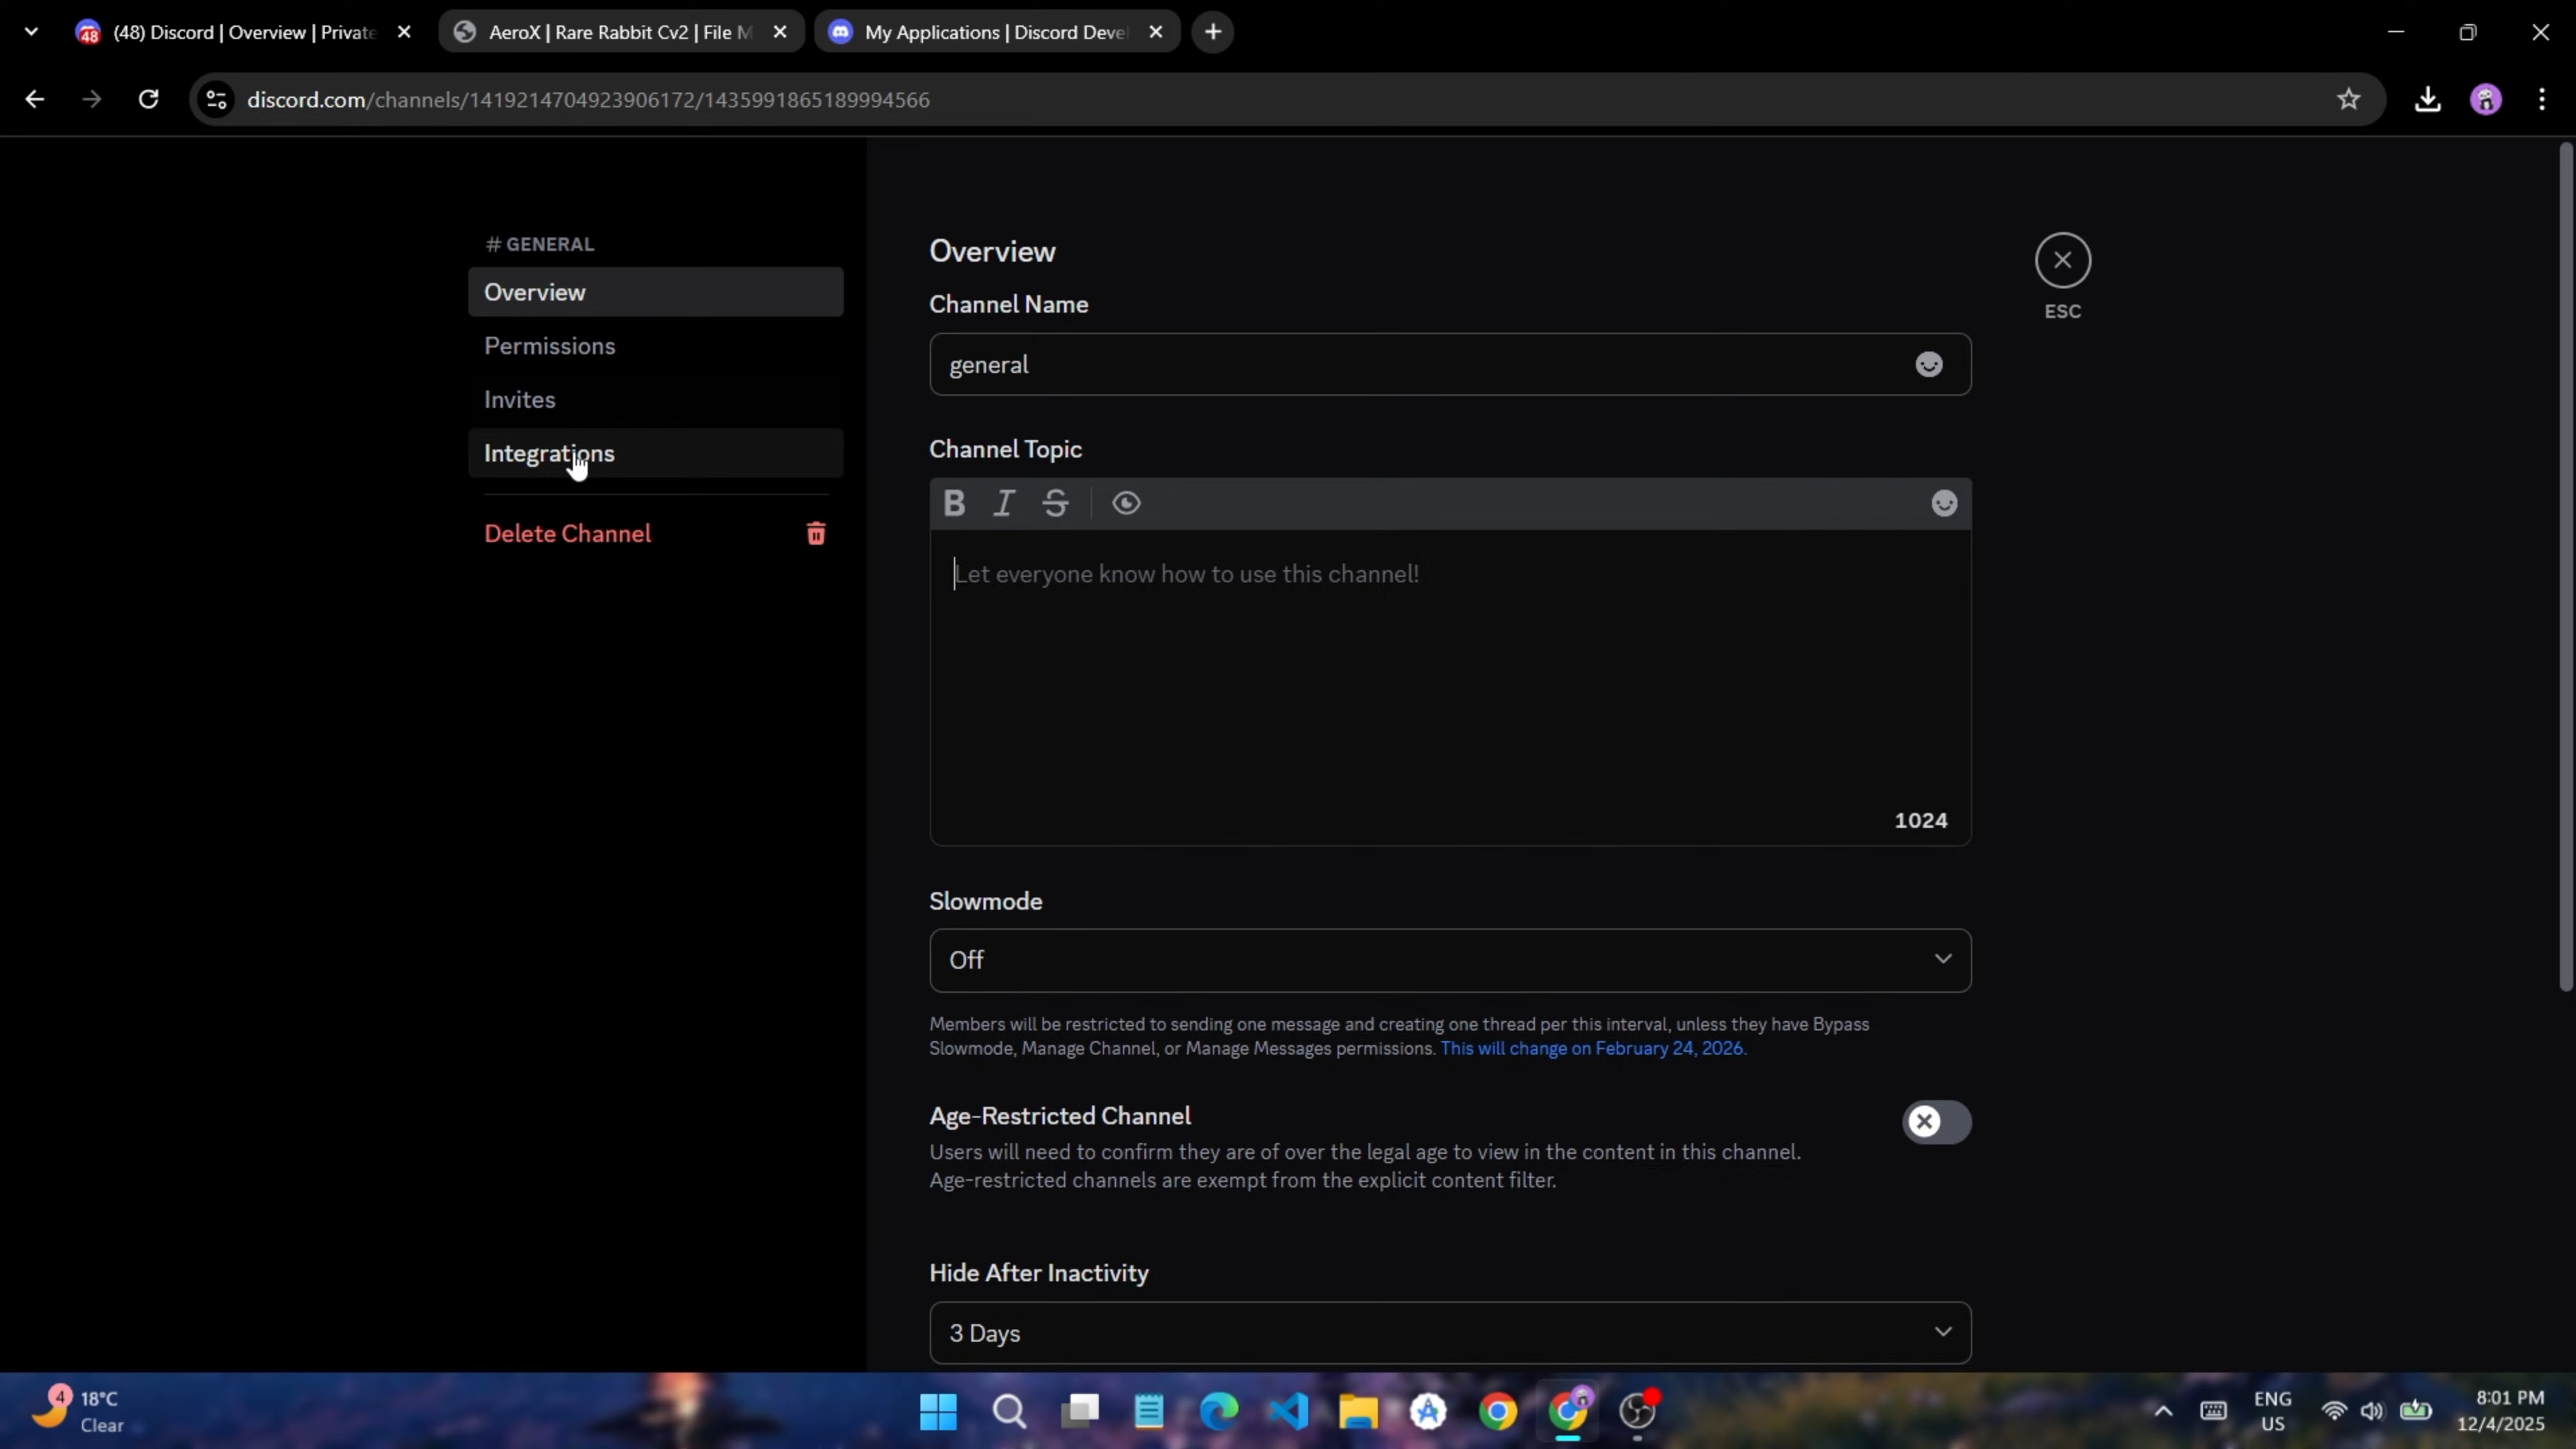 (48) Discord | Overview | Private
AeroX | Rare Rabbit Cv2 | File M
My Applications | Discord Devel
discord.com/channels/1419214704923906172/1435991865189994566
# GENERAL
Overview
Permissions
Invites
Integrations
Delete Channel
Overview
ESC
Channel Name
general
Channel Topic
B I S
Let everyone know how to use this channel!
1024
Slowmode
Off
Members will be restricted to sending one message and creating one thread per this interval, unless they have Bypass
Slowmode, Manage Channel, or Manage Messages permissions. This will change on February 24, 2026.
Age-Restricted Channel
Users will need to confirm they are of over the legal age to view in the content in this channel.
Age-restricted channels are exempt from the explicit content filter.
Hide After Inactivity
3 Days
4
18°C
Clear
ENG
US
8:01 PM
12/4/2025